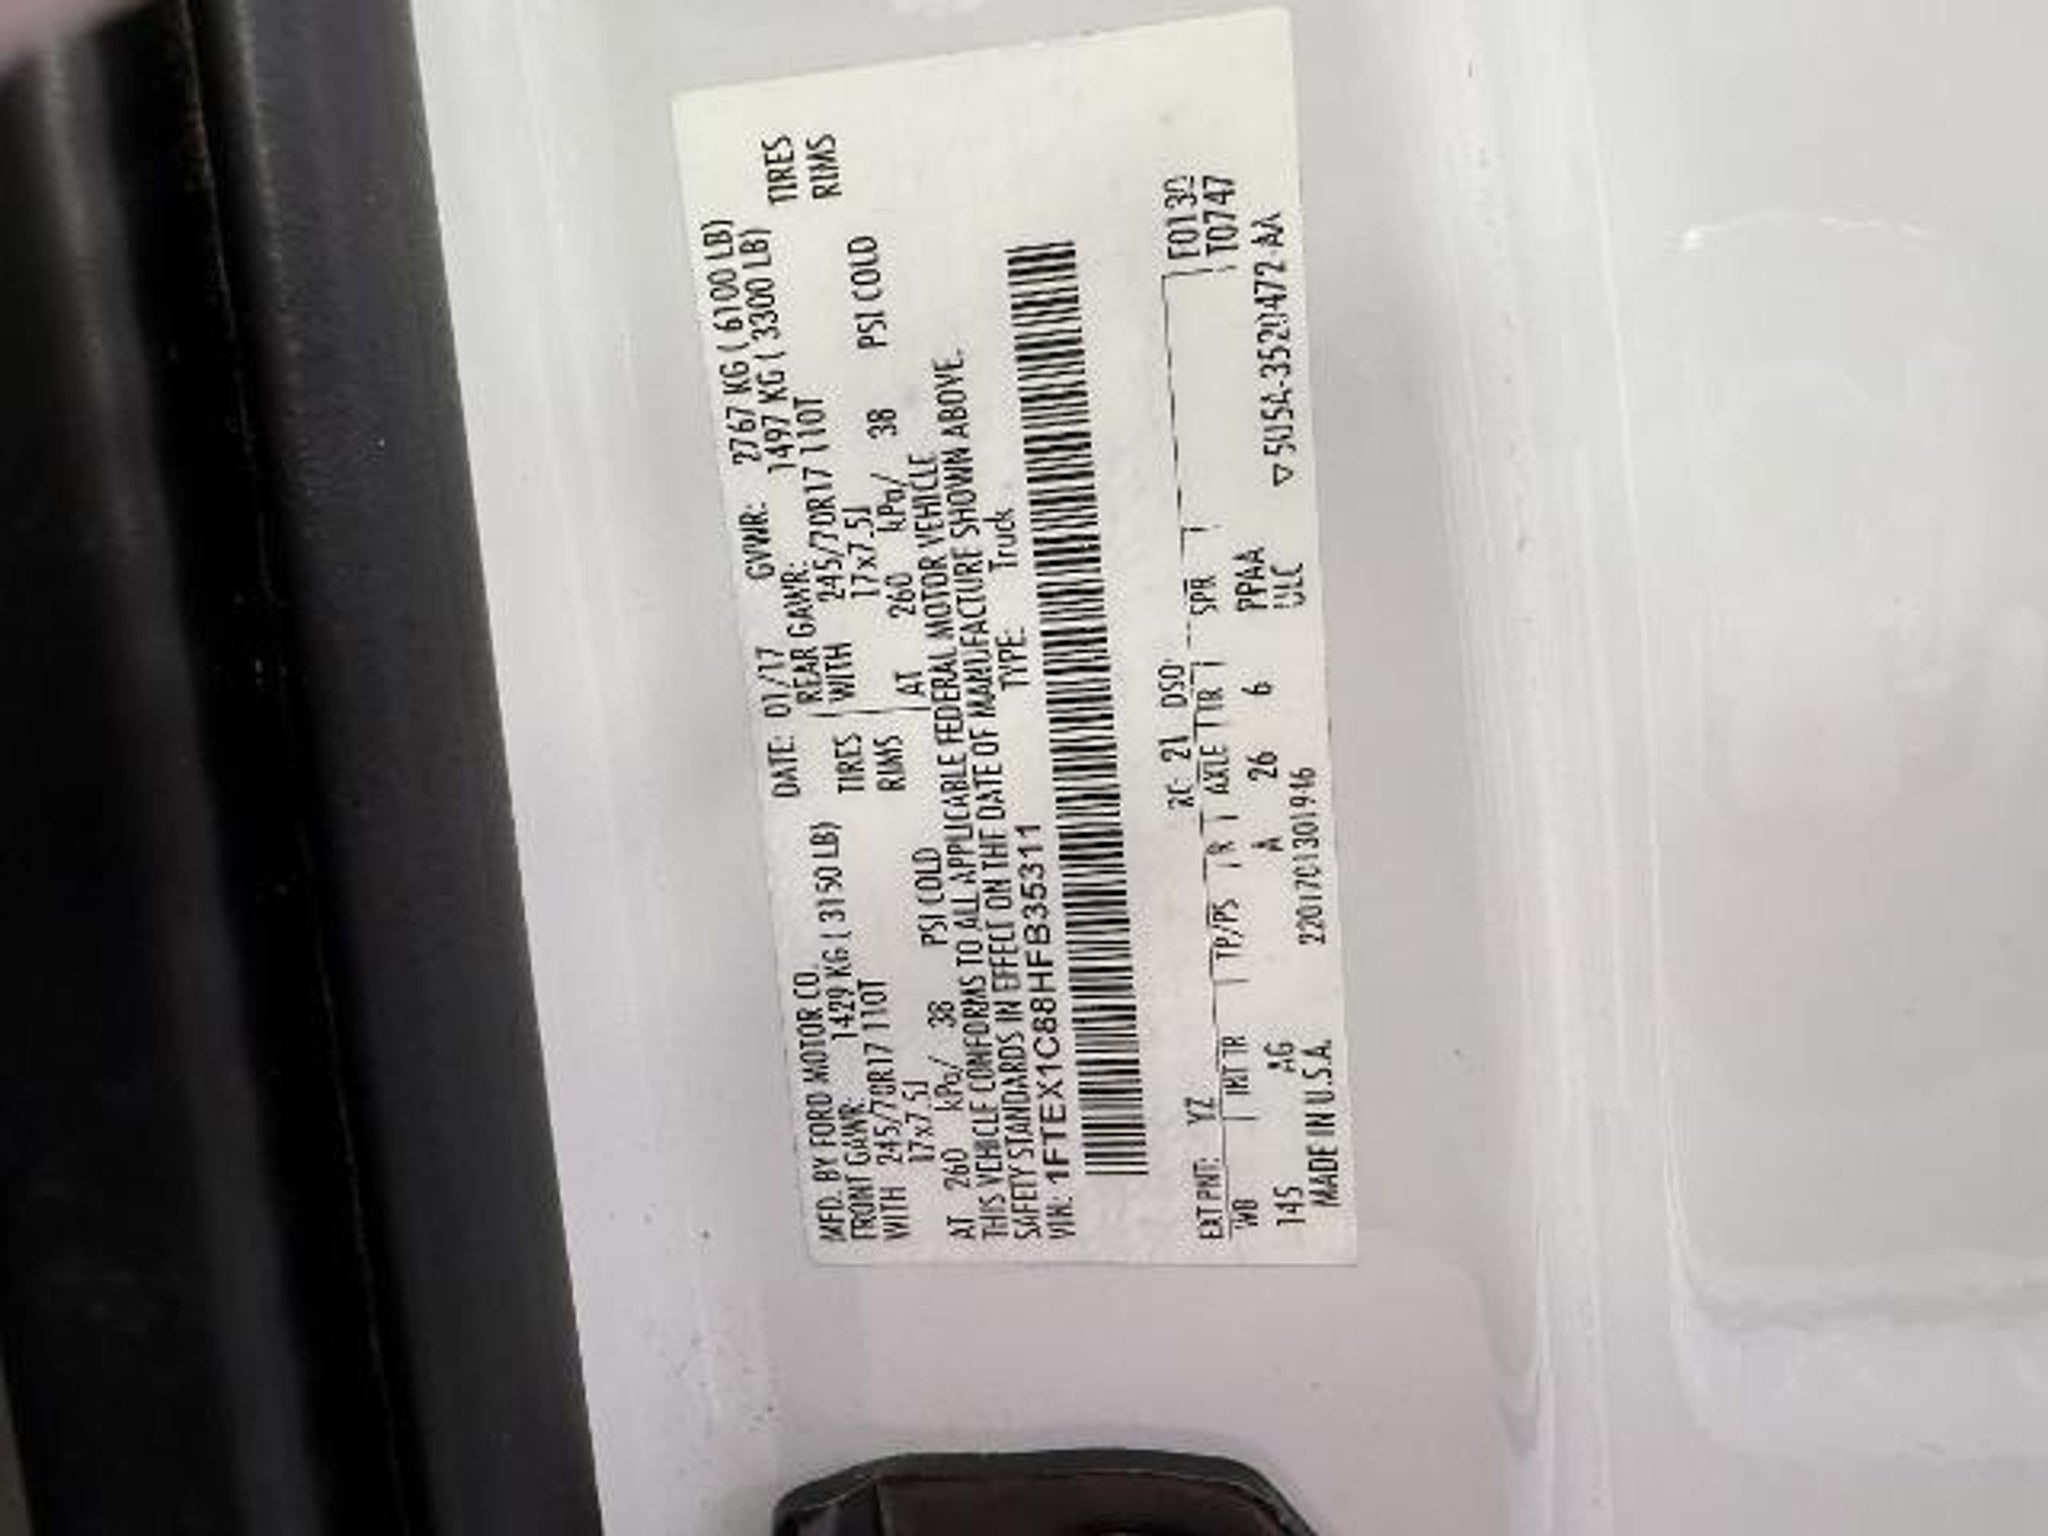 MFD. BY FORD MOTOR CO. DATE: 01/17 GVWR: 2767 KG ( 6100 LB)
FRONT GAWR: 1429 KG ( 3150 LB) REAR GAWR: 1497 KG ( 3300 LB)
WITH 245/70R17 110T TIRES WITH 245/70R17 110T TIRES
17x7.5J RIMS 17x7.5J RIMS
AT 260 kPa/ 38 PSI COLD AT 260 kPa/ 38 PSI COLD
THIS VEHICLE CONFORMS TO ALL APPLICABLE FEDERAL MOTOR VEHICLE
SAFETY STANDARDS IN EFFECT ON THE DATE OF MANUFACTURE SHOWN ABOVE.
VIN: 1FTEX1C88HFB35311 TYPE: Truck
EXT PNT: YZ RC: 21 DSO: F0130
WB INT TR TP/PS R AXLE TR SPR T0747
145 AG A 26 6 PPAA
MADE IN U.S.A. 2201701301946 ULC ▽5U5A-3520472-AA